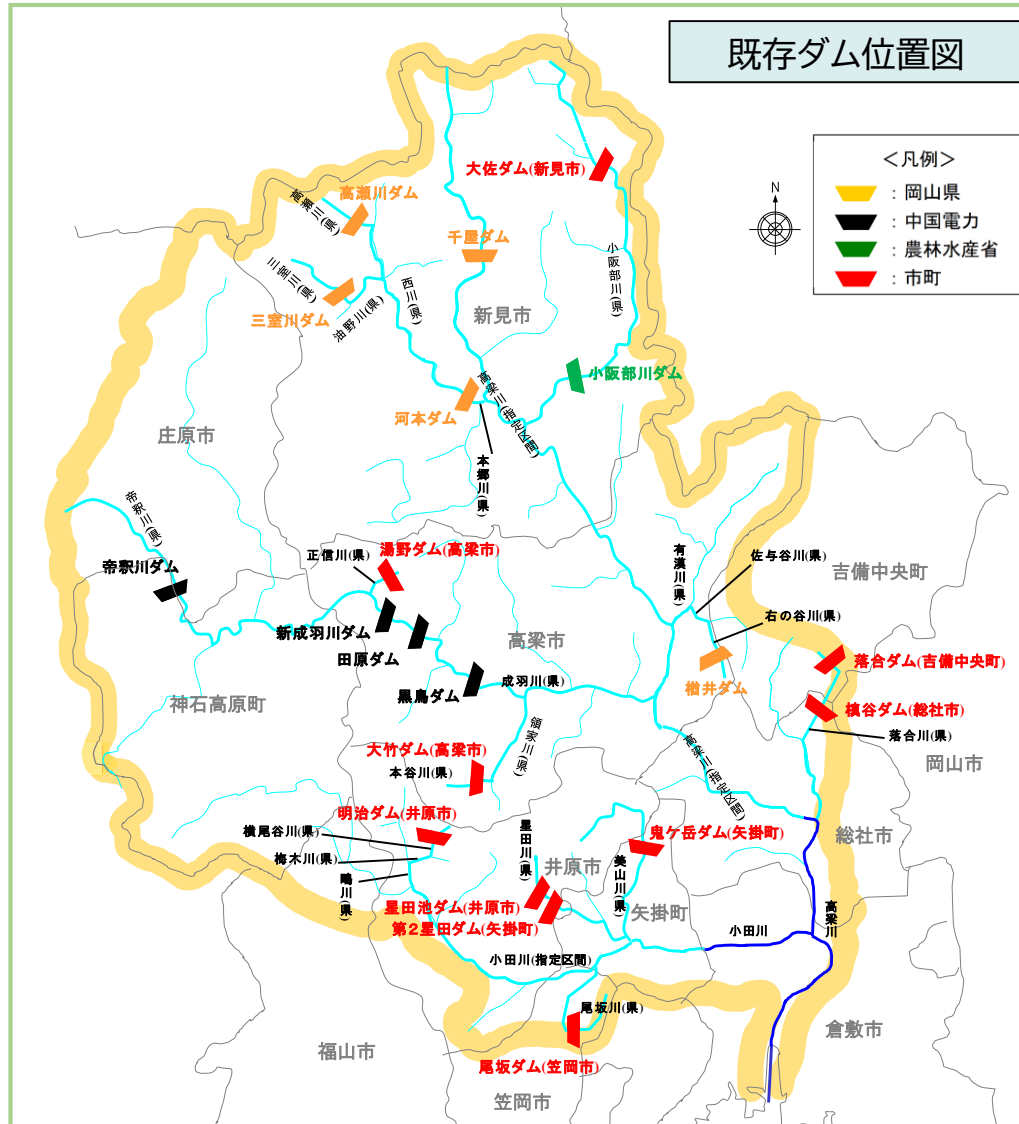 既存ダム位置図
＜凡例＞
：岡山県
：中国電力
：農林水産省
：市町
N
大佐ダム(新見市)
高瀬川ダム
高瀬川(県)
千屋ダム
小阪部川(県)
三室川(県)
西川(県)
三室川ダム
油野川(県)
新見市
小阪部川ダム
高梁川(指定区間)
河本ダム
庄原市
本郷川(県)
帝釈川(県)
帝釈川ダム
正信川(県)
湯野ダム(高梁市)
有漢川(県)
佐与谷川(県)
吉備中央町
右の谷川(県)
新成羽川ダム
高梁市
田原ダム
落合ダム(吉備中央町)
楢井ダム
成羽川(県)
黒鳥ダム
神石高原町
槙谷ダム(総社市)
領家川(県)
落合川(県)
大竹ダム(高梁市)
高梁川(指定区間)
岡山市
本谷川(県)
明治ダム(井原市)
横尾谷川(県)
星田川(県)
鬼ケ岳ダム(矢掛町)
総社市
梅木川(県)
井原市
美山川(県)
鴫川(県)
星田池ダム(井原市)
矢掛町
高梁川
第2星田ダム(矢掛町)
小田川
小田川(指定区間)
尾坂川(県)
倉敷市
福山市
尾坂ダム(笠岡市)
笠岡市